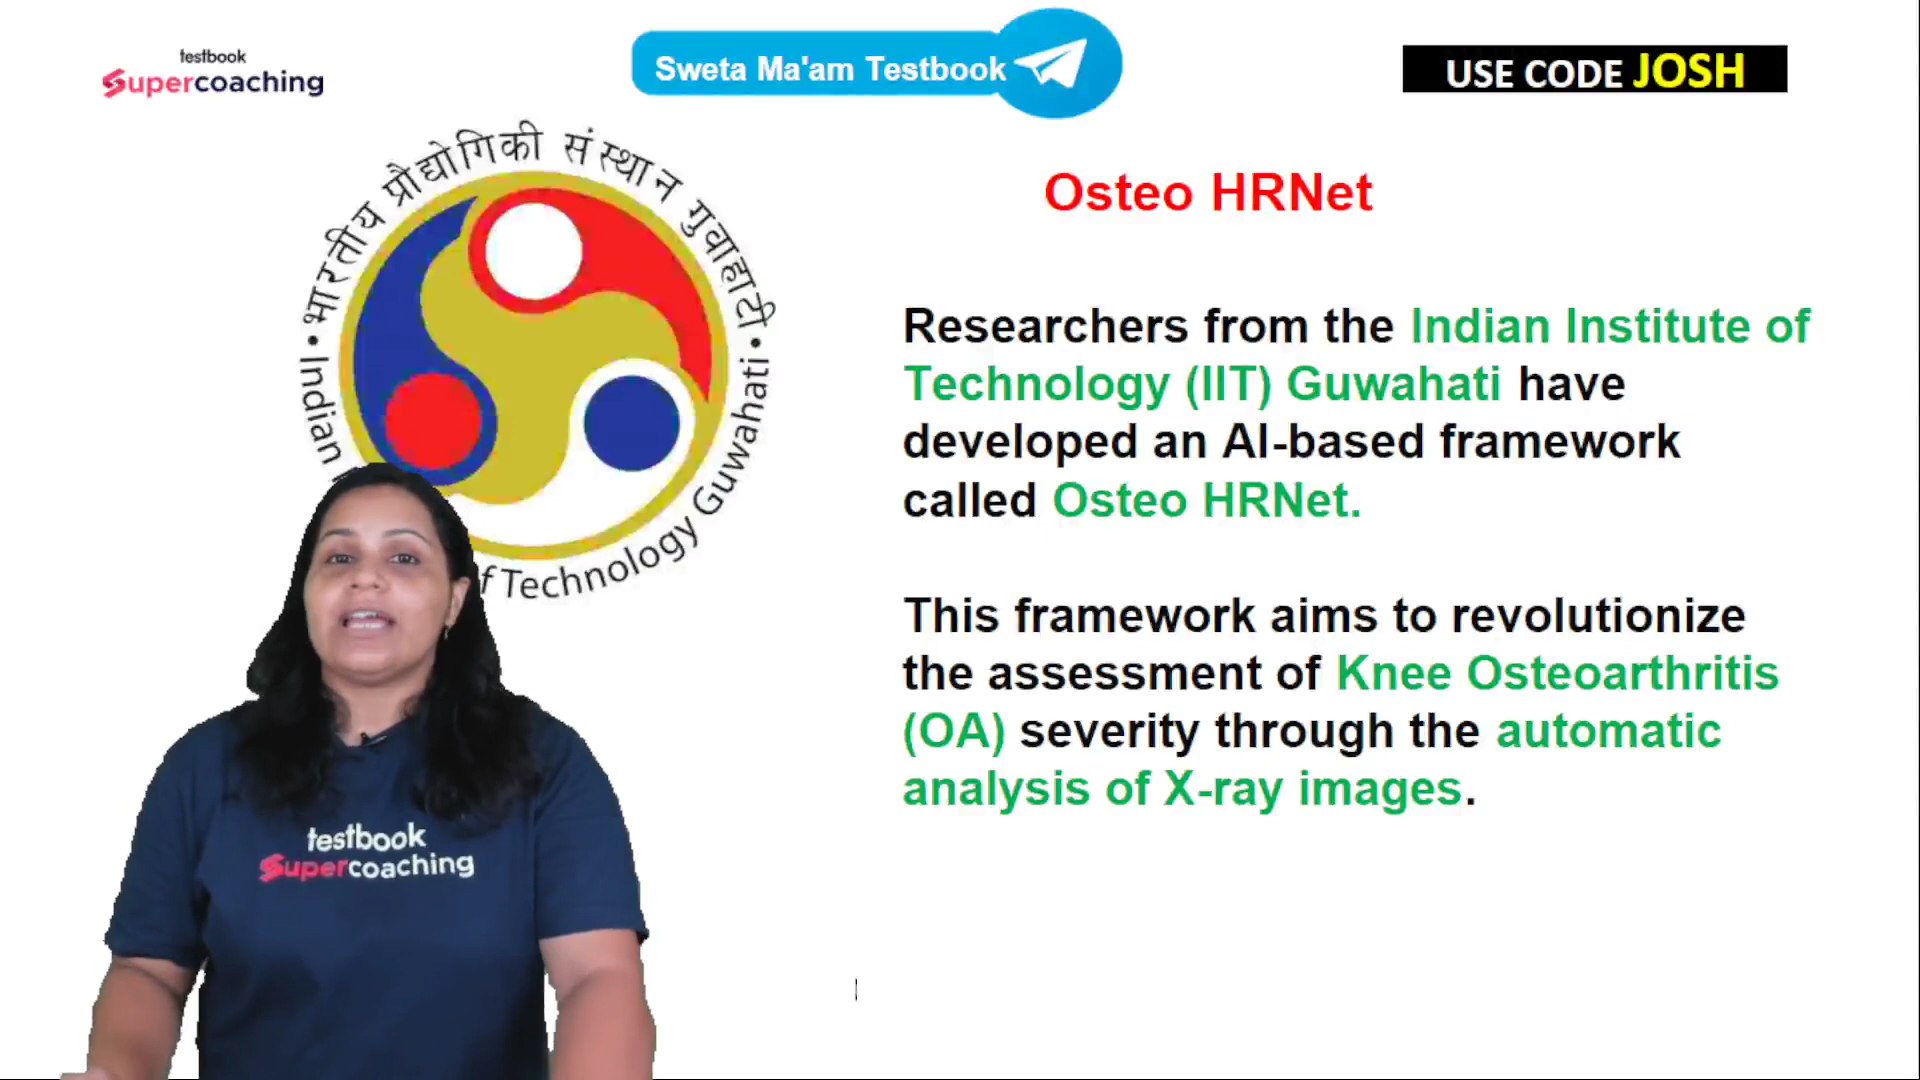 testbook
Supercoaching
Sweta Ma'am Testbook
USE CODE JOSH
भारतीय प्रौद्योगिकी संस्थान गुवाहाटी
Indian
f Technology Guwahati
Osteo HRNet
Researchers from the Indian Institute of
Technology (IIT) Guwahati have
developed an AI-based framework
called Osteo HRNet.
This framework aims to revolutionize
the assessment of Knee Osteoarthritis
(OA) severity through the automatic
analysis of X-ray images.
testbook
Supercoaching